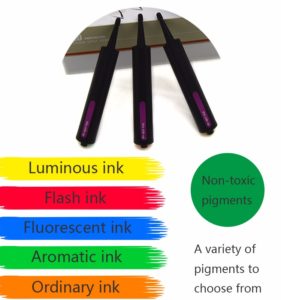 Luminous ink
Flash ink
Fluorescent ink
Aromatic ink
Ordinary ink
Non-toxic
pigments
A variety of
pigments to
choose from